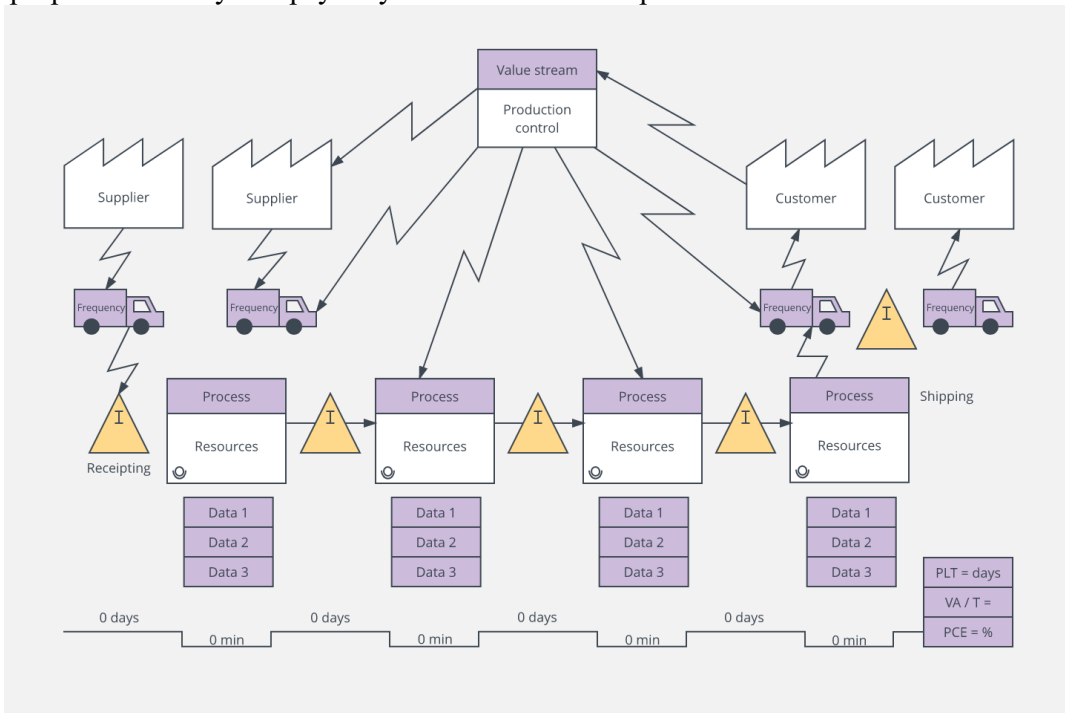 Value stream
Production
control
Supplier
Supplier
Customer
Customer
Frequency
Frequency
Frequency
Frequency
I
I
I
I
I
Process
Process
Process
Process
Shipping
Resources
Resources
Resources
Resources
Receipting
Data 1
Data 1
Data 1
Data 1
Data 2
Data 2
Data 2
Data 2
Data 3
Data 3
Data 3
Data 3
PLT = days
VA / T =
PCE = %
0 days
0 min
0 days
0 min
0 days
0 min
0 days
0 min